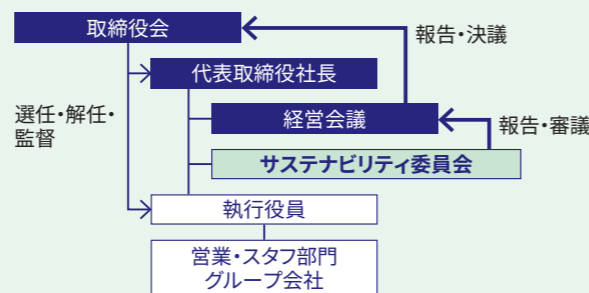 取締役会
報告・決議
代表取締役社長
選任・解任・
監督
経営会議
報告・審議
サステナビリティ委員会
執行役員
営業・スタッフ部門
グループ会社